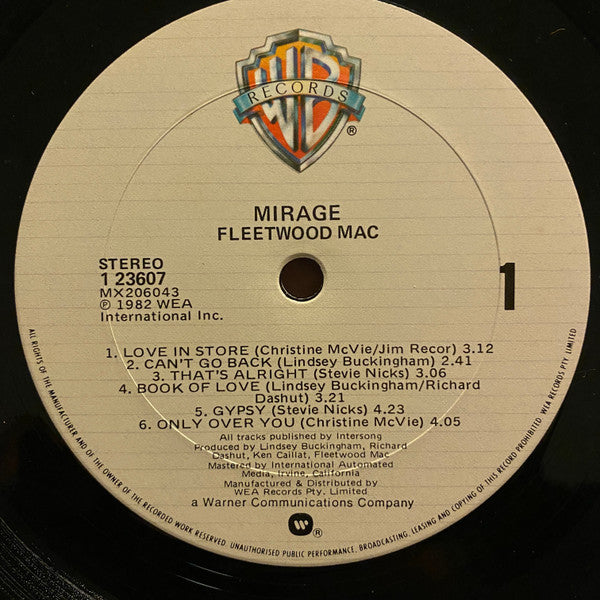 WB
RECORDS
®
MIRAGE
FLEETWOOD MAC
STEREO
1 23607
MX206043
℗ 1982 WEA
International Inc.
1
1. LOVE IN STORE (Christine McVie/Jim Recor) 3.12
2. CAN'T GO BACK (Lindsey Buckingham) 2.41
3. THAT'S ALRIGHT (Stevie Nicks) 3.06
4. BOOK OF LOVE (Lindsey Buckingham/Richard
Dashut) 3.21
5. GYPSY (Stevie Nicks) 4.23
6. ONLY OVER YOU (Christine McVie) 4.05
All tracks published by Intersong
Produced by Lindsey Buckingham, Richard
Dashut, Ken Caillat, Fleetwood Mac
Mastered by International Automated
Media, Irvine, California
Manufactured & Distributed by
WEA Records Pty. Limited
a Warner Communications Company
®
ALL RIGHTS OF THE MANUFACTURER AND OF THE OWNER OF THE RECORDED WORK RESERVED. UNAUTHORISED PUBLIC PERFORMANCE, BROADCASTING, LEASING AND COPYING OF THIS RECORD PROHIBITED. WEA RECORDS PTY. LIMITED